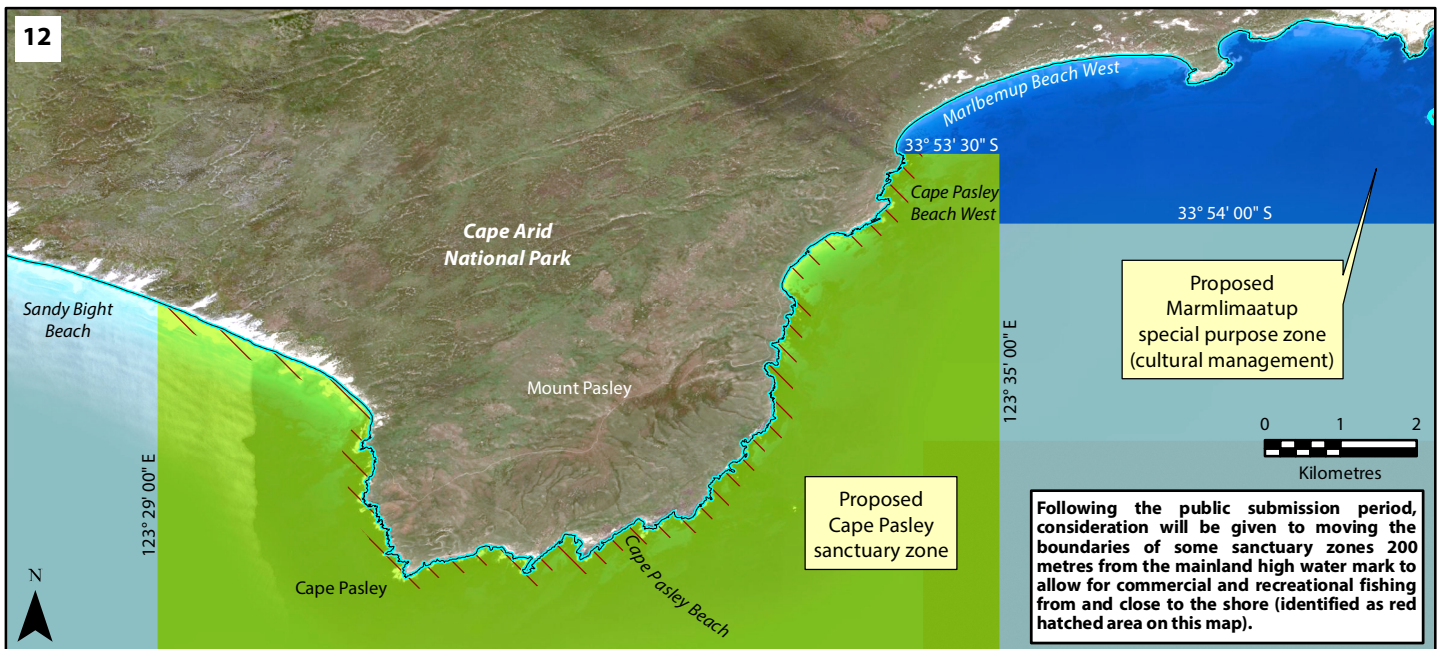 12
Marlbemup Beach West
33° 53' 30" S
Cape Pasley
Beach West
33° 54' 00" S
Cape Arid
National Park
Sandy Bight
Beach
Proposed
Marmlimaatup
special purpose zone
(cultural management)
123° 35' 00" E
Mount Pasley
0 1 2
Kilometres
123° 29' 00" E
Proposed
Cape Pasley
sanctuary zone
Cape Pasley Beach
Cape Pasley
N
Following the public submission period,
consideration will be given to moving the
boundaries of some sanctuary zones 200
metres from the mainland high water mark to
allow for commercial and recreational fishing
from and close to the shore (identified as red
hatched area on this map).